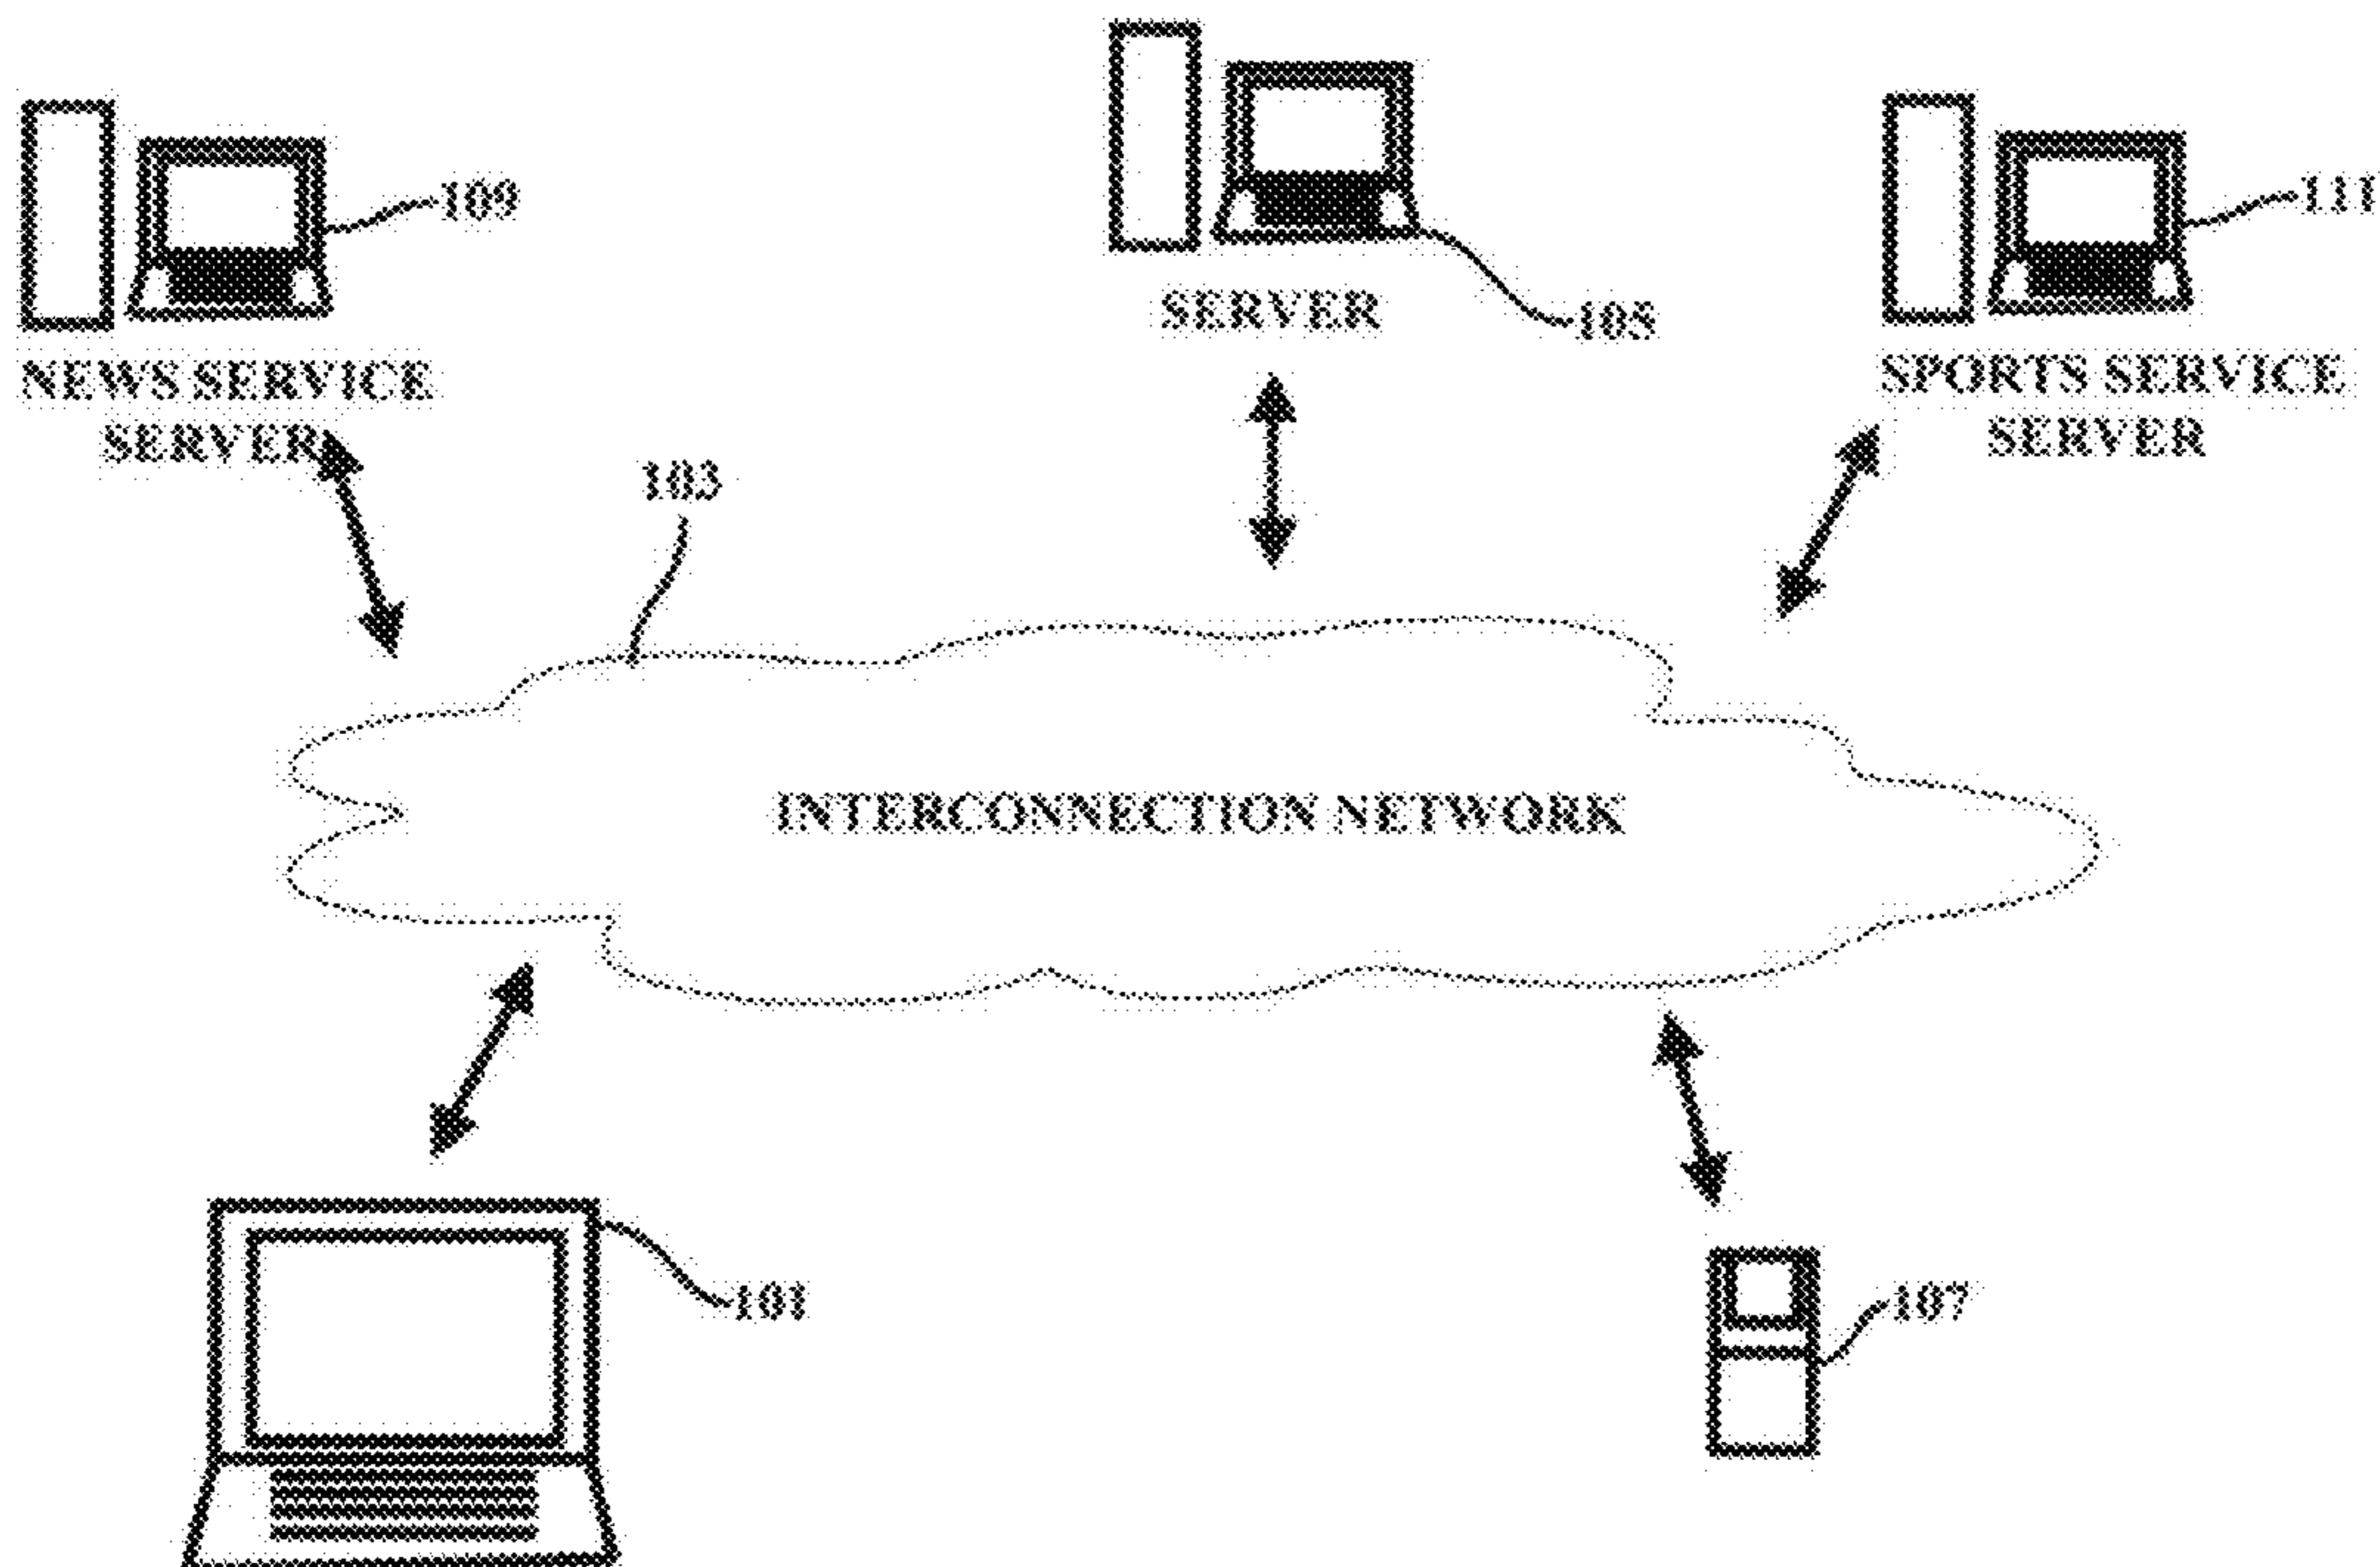 SERVER
105
109
111
NEWS SERVICE
SERVER
SPORTS SERVICE
SERVER
103
INTERCONNECTION NETWORK
101
107